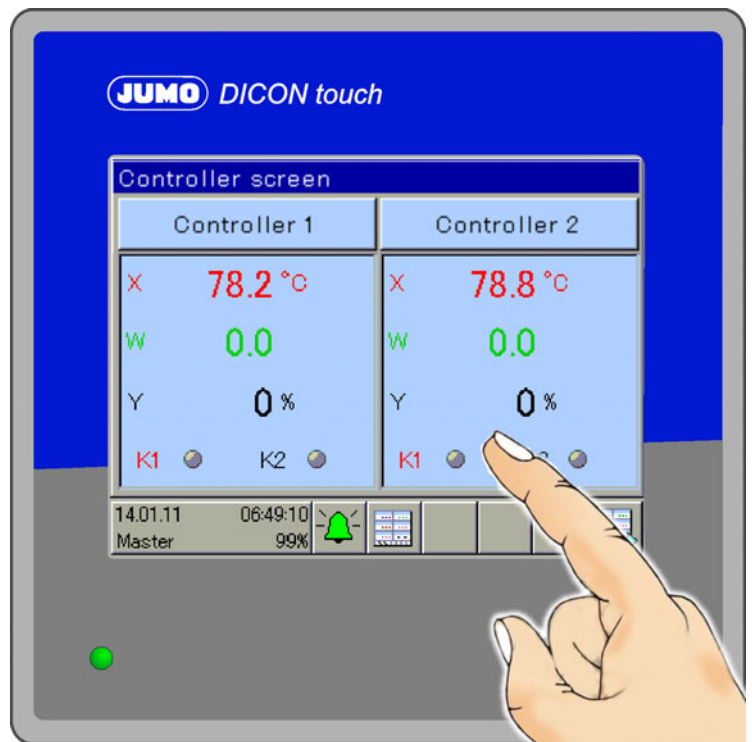 JUMO DICON touch
Controller screen
Controller 1 Controller 2
X 78.2 °C X 78.8 °C
W 0.0 W 0.0
Y 0 % Y 0 %
K1 K2 K1
14.01.11 06:49:10
Master 99%